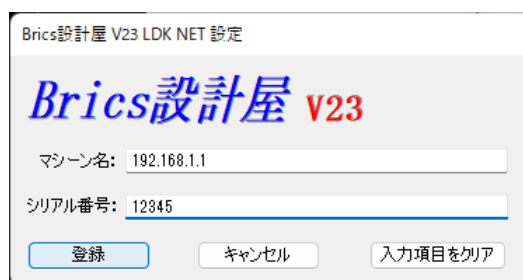 Brics設計屋 V23 LDK NET 設定
Brics設計屋 V23
マシーン名: 192.168.1.1
シリアル番号: 12345
登録 キャンセル 入力項目をクリア